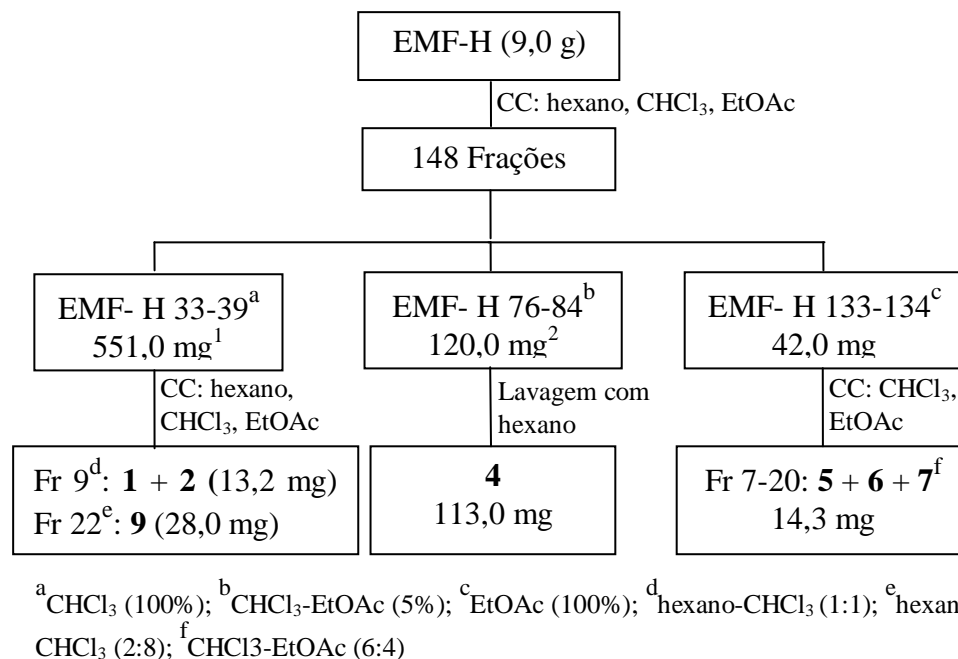 EMF-H (9,0 g)
CC: hexano, CHCl₃, EtOAc
148 Frações
EMF- H 33-39ᵃ
551,0 mg¹
EMF- H 76-84ᵇ
120,0 mg²
EMF- H 133-134ᶜ
42,0 mg
CC: hexano,
CHCl₃, EtOAc
Lavagem com
hexano
CC: CHCl₃,
EtOAc
Fr 9ᵈ: 1 + 2 (13,2 mg)
Fr 22ᵉ: 9 (28,0 mg)
4
113,0 mg
Fr 7-20: 5 + 6 + 7ᶠ
14,3 mg
ᵃCHCl₃ (100%); ᵇCHCl₃-EtOAc (5%); ᶜEtOAc (100%); ᵈhexano-CHCl₃ (1:1); ᵉhexan
CHCl₃ (2:8); ᶠCHCl3-EtOAc (6:4)